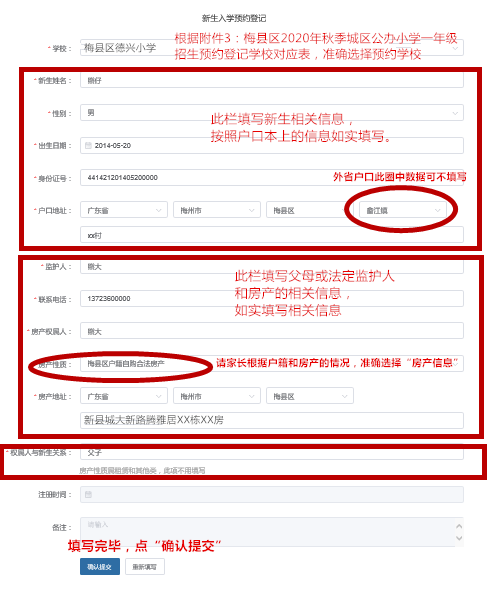 新生入学预约登记
* 学校： 梅县区德兴小学
根据附件3：梅县区2020年秋季城区公办小学一年级
招生预约登记学校对应表，准确选择预约学校
* 新生姓名：
* 性别： 男
此栏填写新生相关信息，
按照户口本上的信息如实填写。
* 出生日期： 2014-05-20
* 身份证号： 441421201405200000
外省户口此圈中数据可不填写
* 户口地址： 广东省 梅州市 梅县区 畲江镇
xx村
* 监护人：
此栏填写父母或法定监护人
和房产的相关信息，
如实填写相关信息
* 联系电话： 13723600000
* 房产权属人：
* 房产性质： 梅县区户籍自购合法房产
请家长根据户籍和房产的情况，准确选择“房产信息”
* 房产地址： 广东省 梅州市 梅县区
新县城大新路腾雅居XX栋XX房
* 权属人与新生关系： 父子
房产性质属租赁和其他类，此项不用填写
注册时间：
备注： 请输入
填写完毕，点“确认提交”
确认提交 重新填写